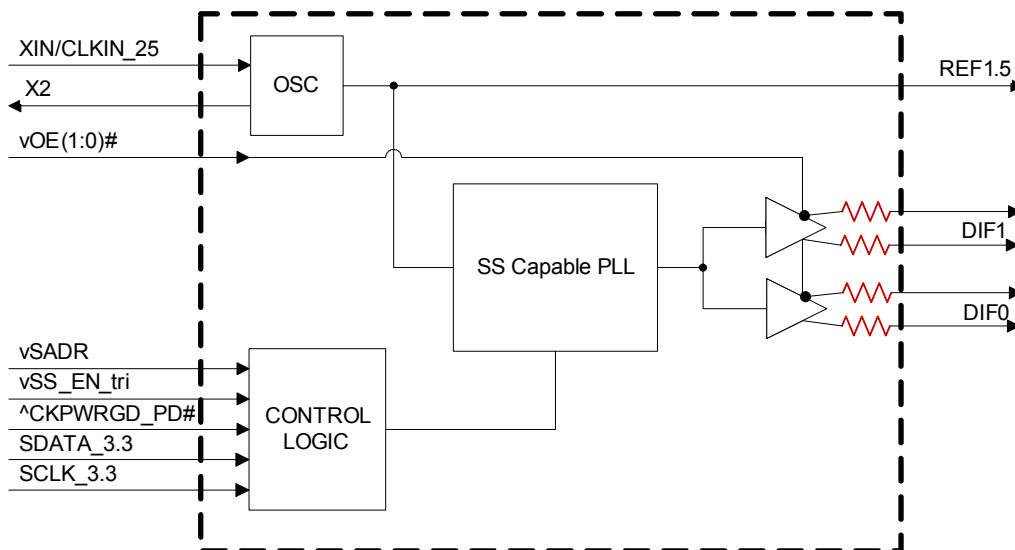 XIN/CLKIN_25
X2
OSC
REF1.5
vOE(1:0)#
SS Capable PLL
DIF1
DIF0
vSADR
vSS_EN_tri
^CKPWRGD_PD#
SDATA_3.3
SCLK_3.3
CONTROL
LOGIC